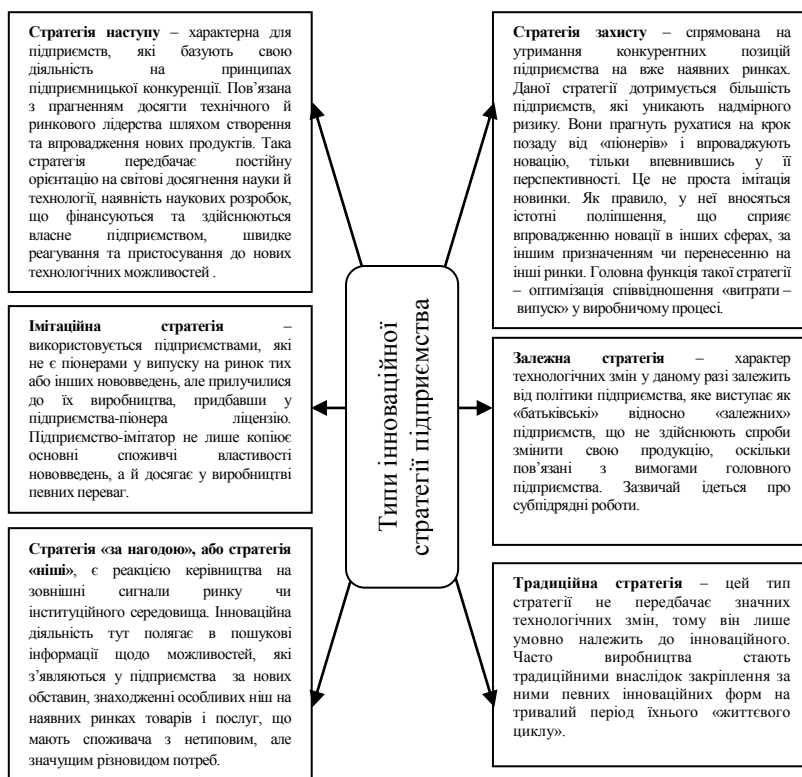 Стратегія наступу – характерна для
підприємств, які базують свою
діяльність на принципах
підприємницької конкуренції. Пов’язана
з прагненням досягти технічного й
ринкового лідерства шляхом створення
та впровадження нових продуктів. Така
стратегія передбачає постійну
орієнтацію на світові досягнення науки й
технології, наявність наукових розробок,
що фінансуються та здійснюються
власне підприємством, швидке
реагування та пристосування до нових
технологічних можливостей .
Імітаційна стратегія –
використовується підприємствами, які
не є піонерами у випуску на ринок тих
або інших нововведень, але прилучилися
до їх виробництва, придбавши у
підприємства-піонера ліцензію.
Підприємство-імітатор не лише копіює
основні споживчі властивості
нововведень, а й досягає у виробництві
певних переваг.
Стратегія «за нагодою», або стратегія
«ніші», є реакцією керівництва на
зовнішні сигнали ринку чи
інституційного середовища. Інноваційна
діяльність тут полягає в пошукові
інформації щодо можливостей, які
з’являються у підприємства за нових
обставин, знаходженні особливих ніш на
наявних ринках товарів і послуг, що
мають споживача з нетиповим, але
значущим різновидом потреб.
Типи інноваційної
стратегії підприємства
Стратегія захисту – спрямована на
утримання конкурентних позицій
підприємства на вже наявних ринках.
Даної стратегії дотримується більшість
підприємств, які уникають надмірного
ризику. Вони прагнуть рухатися на крок
позаду від «піонерів» і впроваджують
новацію, тільки впевнившись у її
перспективності. Це не проста імітація
новинки. Як правило, у неї вносяться
істотні поліпшення, що сприяє
впровадженню новації в інших сферах, за
іншим призначенням чи перенесенню на
інші ринки. Головна функція такої стратегії
– оптимізація співвідношення «витрати –
випуск» у виробничому процесі.
Залежна стратегія – характер
технологічних змін у даному разі залежить
від політики підприємства, яке виступає як
«батьківські» відносно «залежних»
підприємств, що не здійснюють спроби
змінити свою продукцію, оскільки
пов’язані з вимогами головного
підприємства. Зазвичай ідеться про
субпідрядні роботи.
Традиційна стратегія – цей тип
стратегії не передбачає значних
технологічних змін, тому він лише
умовно належить до інноваційного.
Часто виробництва стають
традиційними внаслідок закріплення за
ними певних інноваційних форм на
тривалий період їхнього «життєвого
циклу».